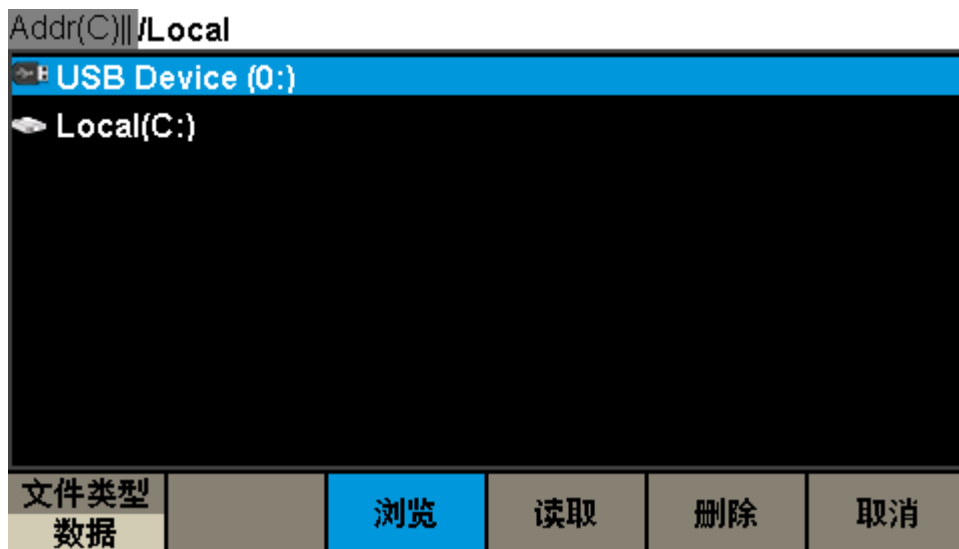 Addr(C)|| /Local
USB Device (0:)
Local(C:)
文件类型
数据
浏览
读取
删除
取消